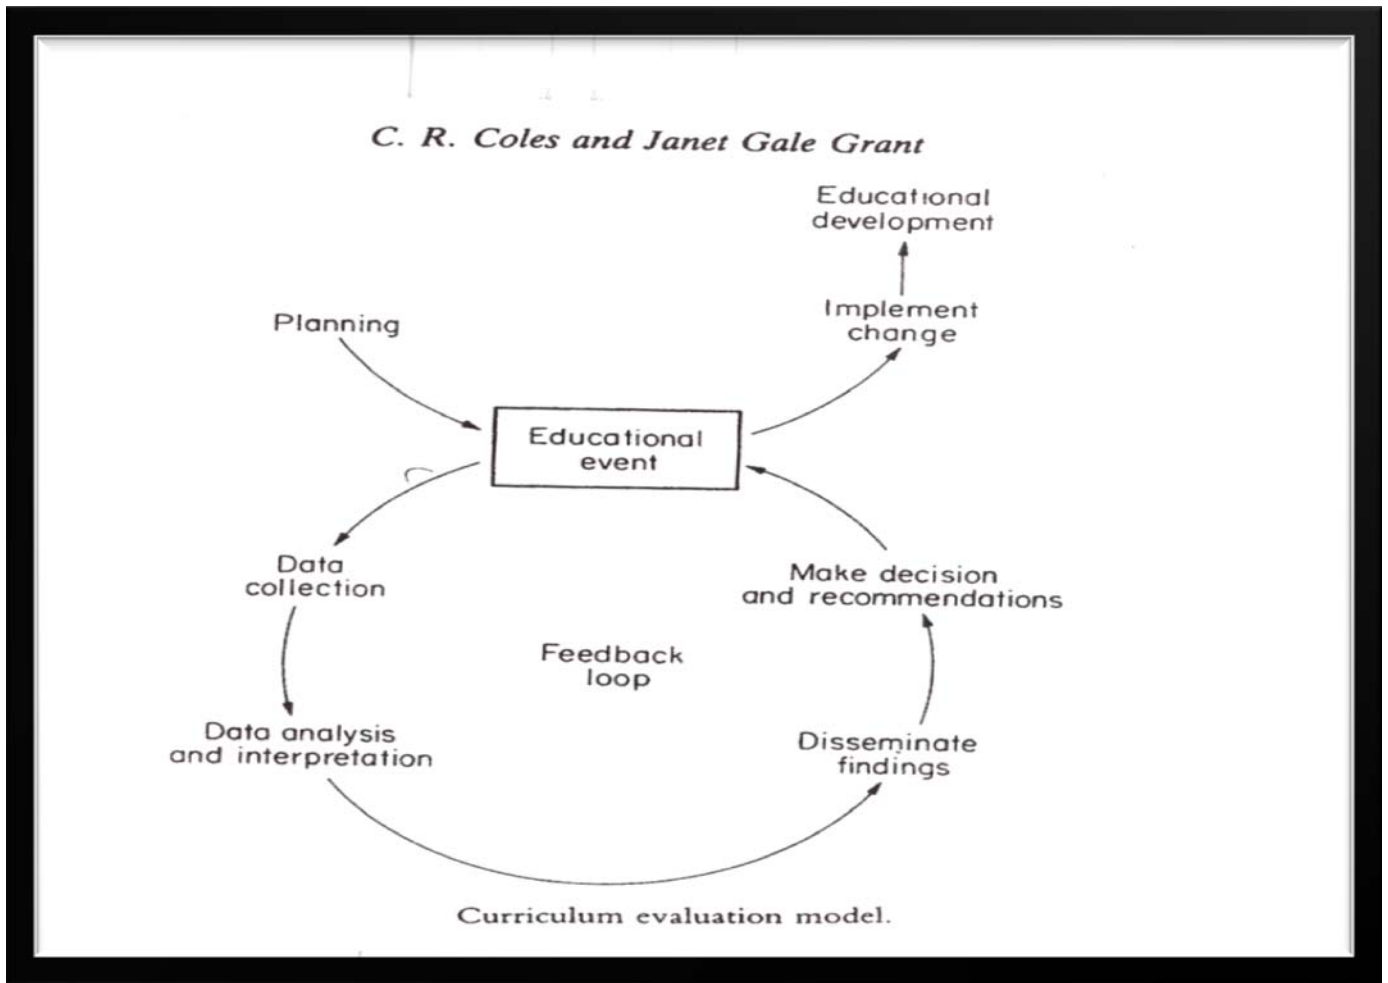 C. R. Coles and Janet Gale Grant
Educational
development
Implement
change
Planning
Educational
event
Data
collection
Make decision
and recommendations
Feedback
loop
Data analysis
and interpretation
Disseminate
findings
Curriculum evaluation model.